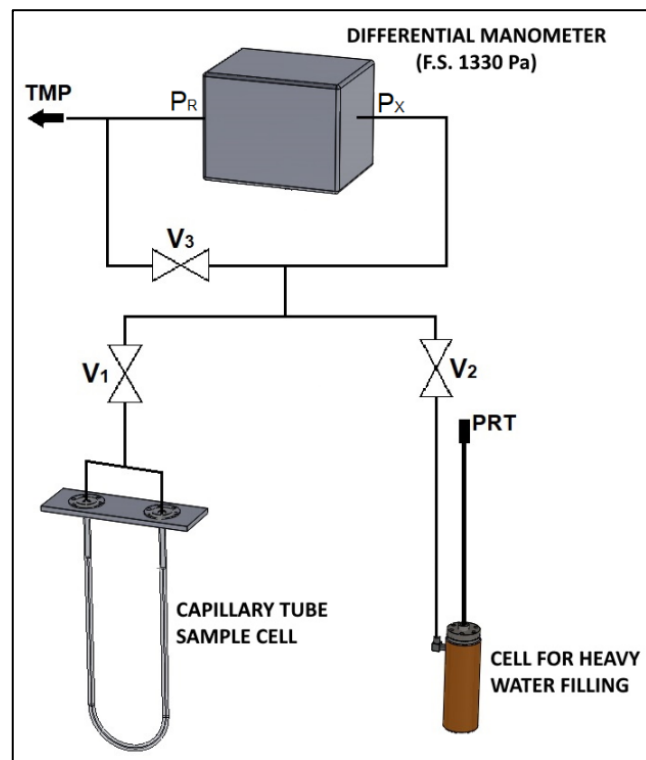 DIFFERENTIAL MANOMETER
(F.S. 1330 Pa)
TMP
PR
PX
V3
V1
V2
PRT
CAPILLARY TUBE
SAMPLE CELL
CELL FOR HEAVY
WATER FILLING